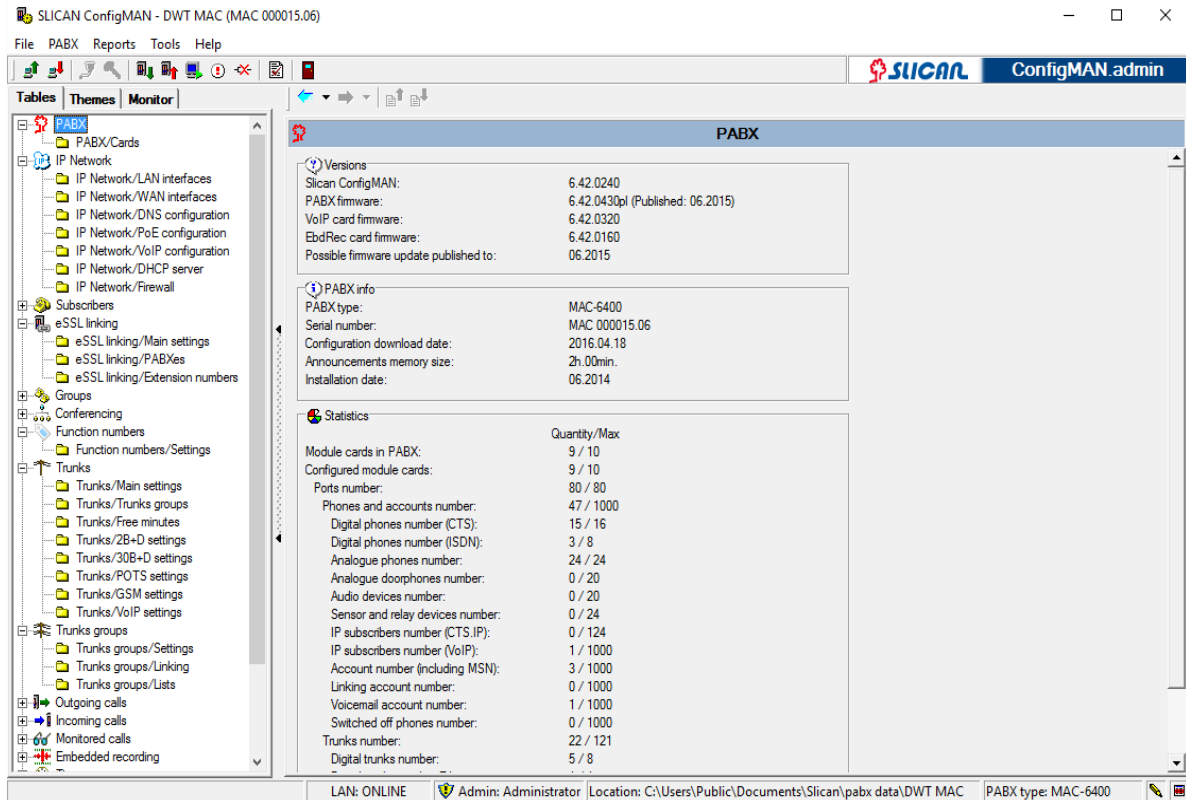 SLICAN ConfigMAN - DWT MAC (MAC 000015.06)
File PABX Reports Tools Help
SLICAN ConfigMAN.admin
Tables Themes Monitor
PABX
PABX/Cards
IP Network
IP Network/LAN interfaces
IP Network/WAN interfaces
IP Network/DNS configuration
IP Network/PoE configuration
IP Network/VoIP configuration
IP Network/DHCP server
IP Network/Firewall
Subscribers
eSSL linking
eSSL linking/Main settings
eSSL linking/PABXes
eSSL linking/Extension numbers
Groups
Conferencing
Function numbers
Function numbers/Settings
Trunks
Trunks/Main settings
Trunks/Trunks groups
Trunks/Free minutes
Trunks/2B+D settings
Trunks/30B+D settings
Trunks/POTS settings
Trunks/GSM settings
Trunks/VoIP settings
Trunks groups
Trunks groups/Settings
Trunks groups/Linking
Trunks groups/Lists
Outgoing calls
Incoming calls
Monitored calls
Embedded recording
PABX
Versions
Slican ConfigMAN: 6.42.0240
PABX firmware: 6.42.0430pl (Published: 06.2015)
VoIP card firmware: 6.42.0320
EbdRec card firmware: 6.42.0160
Possible firmware update published to: 06.2015
PABX info
PABX type: MAC-6400
Serial number: MAC 000015.06
Configuration download date: 2016.04.18
Announcements memory size: 2h.00min.
Installation date: 06.2014
Statistics
Quantity/Max
Module cards in PABX: 9 / 10
Configured module cards: 9 / 10
Ports number: 80 / 80
Phones and accounts number: 47 / 1000
Digital phones number (CTS): 15 / 16
Digital phones number (ISDN): 3 / 8
Analogue phones number: 24 / 24
Analogue doorphones number: 0 / 20
Audio devices number: 0 / 20
Sensor and relay devices number: 0 / 24
IP subscribers number (CTS.IP): 0 / 124
IP subscribers number (VoIP): 1 / 1000
Account number (including MSN): 3 / 1000
Linking account number: 0 / 1000
Voicemail account number: 1 / 1000
Switched off phones number: 0 / 1000
Trunks number: 22 / 121
Digital trunks number: 5 / 8
LAN: ONLINE Admin: Administrator Location: C:\Users\Public\Documents\Slican\pabx data\DWT MAC PABX type: MAC-6400